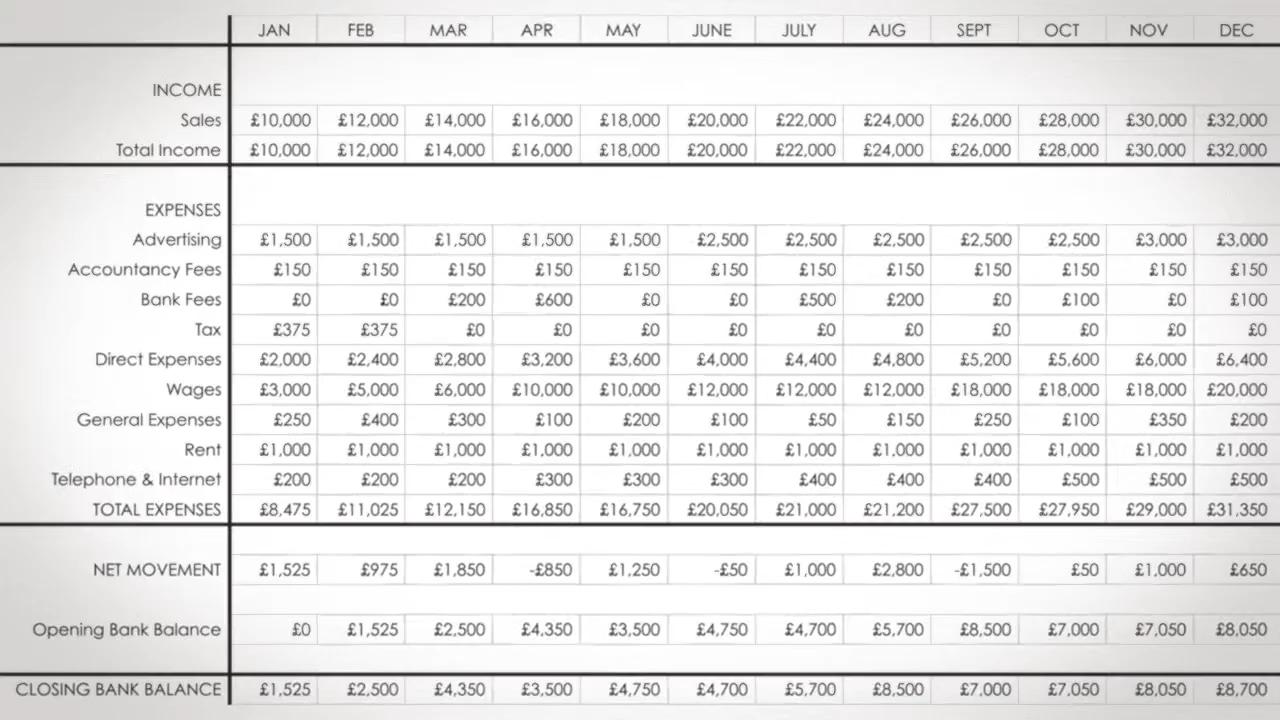 JAN FEB MAR APR MAY JUNE JULY AUG SEPT OCT NOV DEC
INCOME
Sales £10,000 £12,000 £14,000 £16,000 £18,000 £20,000 £22,000 £24,000 £26,000 £28,000 £30,000 £32,000
Total Income £10,000 £12,000 £14,000 £16,000 £18,000 £20,000 £22,000 £24,000 £26,000 £28,000 £30,000 £32,000
EXPENSES
Advertising £1,500 £1,500 £1,500 £1,500 £1,500 £2,500 £2,500 £2,500 £2,500 £2,500 £3,000 £3,000
Accountancy Fees £150 £150 £150 £150 £150 £150 £150 £150 £150 £150 £150 £150
Bank Fees £0 £0 £200 £600 £0 £0 £500 £200 £0 £100 £0 £100
Tax £375 £375 £0 £0 £0 £0 £0 £0 £0 £0 £0 £0
Direct Expenses £2,000 £2,400 £2,800 £3,200 £3,600 £4,000 £4,400 £4,800 £5,200 £5,600 £6,000 £6,400
Wages £3,000 £5,000 £6,000 £10,000 £10,000 £12,000 £12,000 £12,000 £18,000 £18,000 £18,000 £20,000
General Expenses £250 £400 £300 £100 £200 £100 £50 £150 £250 £100 £350 £200
Rent £1,000 £1,000 £1,000 £1,000 £1,000 £1,000 £1,000 £1,000 £1,000 £1,000 £1,000 £1,000
Telephone & Internet £200 £200 £200 £300 £300 £300 £400 £400 £400 £500 £500 £500
TOTAL EXPENSES £8,475 £11,025 £12,150 £16,850 £16,750 £20,050 £21,000 £21,200 £27,500 £27,950 £29,000 £31,350
NET MOVEMENT £1,525 £975 £1,850 -£850 £1,250 -£50 £1,000 £2,800 -£1,500 £50 £1,000 £650
Opening Bank Balance £0 £1,525 £2,500 £4,350 £3,500 £4,750 £4,700 £5,700 £8,500 £7,000 £7,050 £8,050
CLOSING BANK BALANCE £1,525 £2,500 £4,350 £3,500 £4,750 £4,700 £5,700 £8,500 £7,000 £7,050 £8,050 £8,700